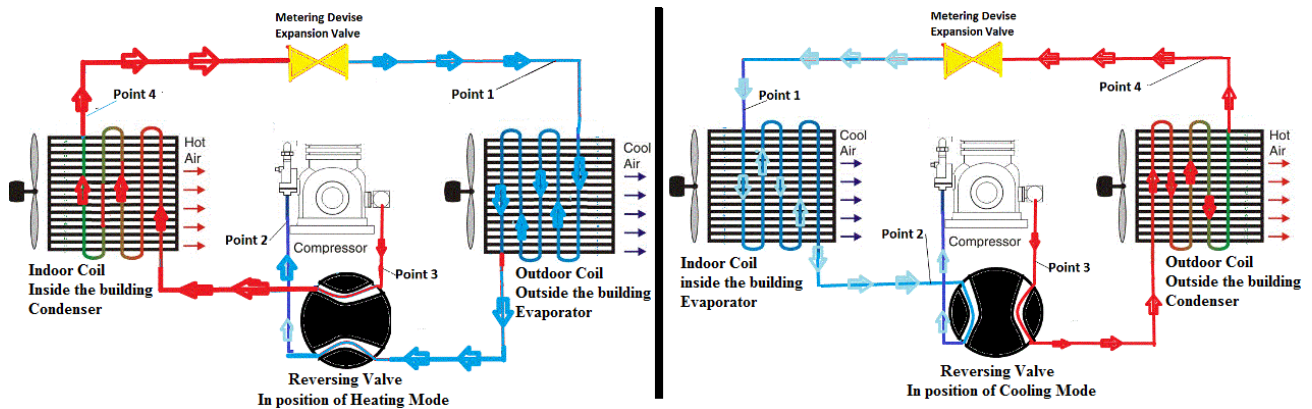 Metering Devise
Expansion Valve
Point 4
Point 1
Hot
Air
Cool
Air
Point 2
Compressor
Point 3
Indoor Coil
Inside the building
Condenser
Outdoor Coil
Outside the building
Evaporator
Reversing Valve
In position of Heating Mode
Metering Devise
Expansion Valve
Point 1
Point 4
Cool
Air
Hot
Air
Point 2
Compressor
Point 3
Indoor Coil
inside the building
Evaporator
Outdoor Coil
Outside the building
Condenser
Reversing Valve
In position of Cooling Mode